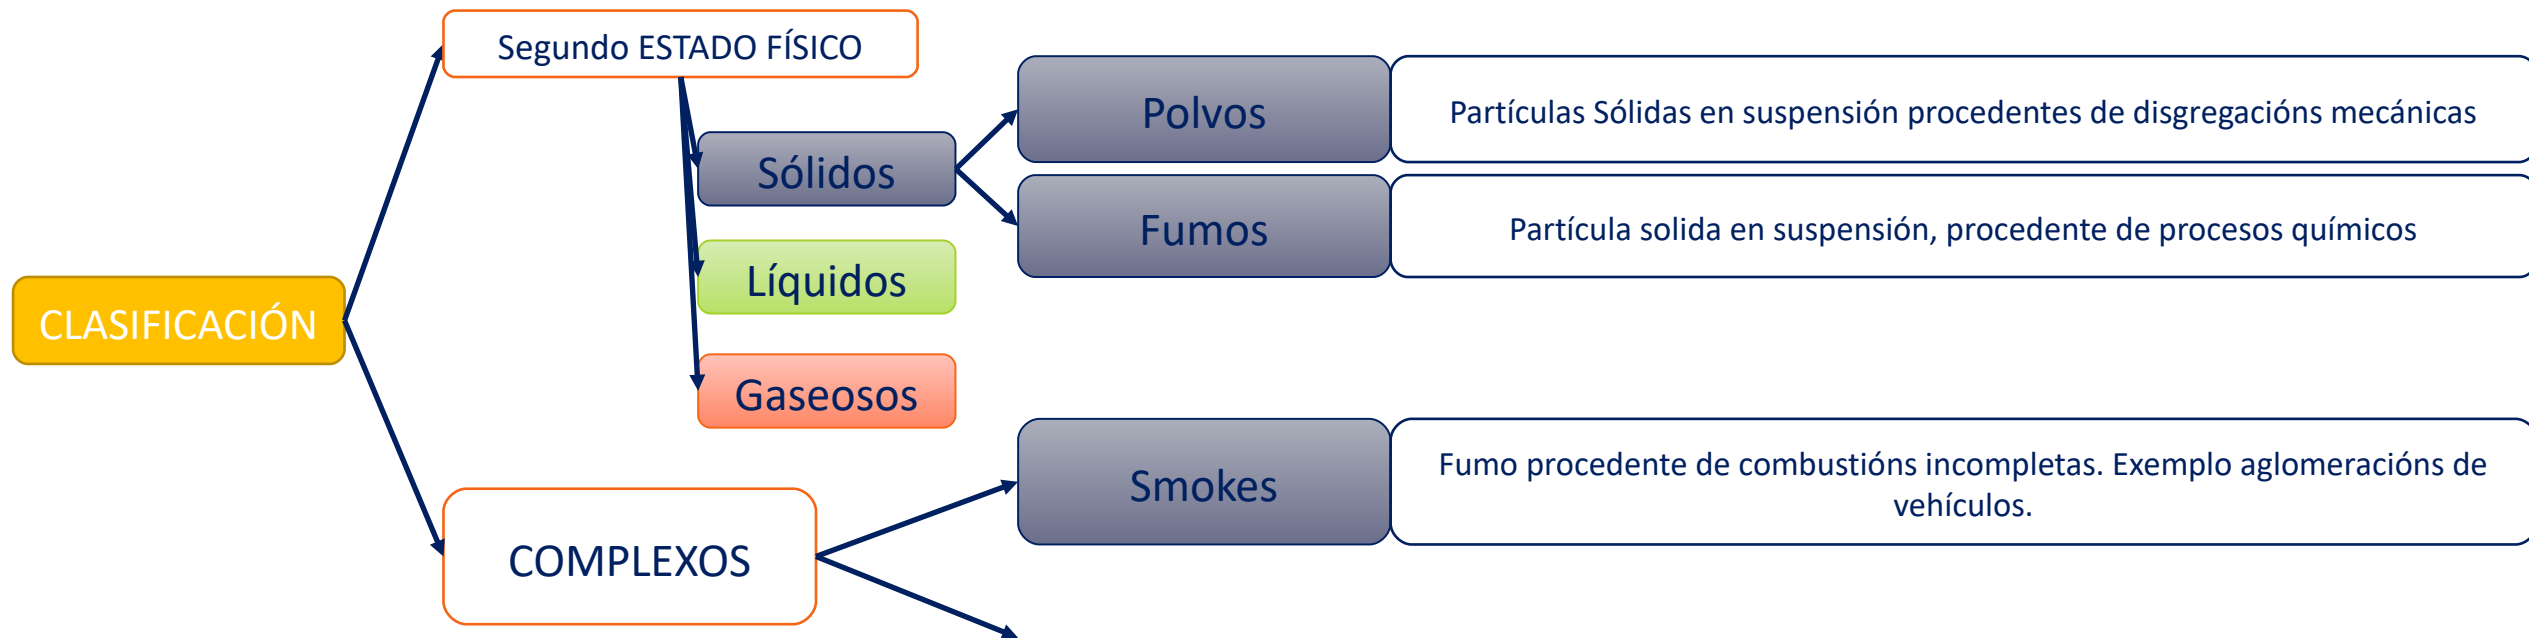 Segundo ESTADO FÍSICO
Polvos
Partículas Sólidas en suspensión procedentes de disgregacións mecánicas
Sólidos
Fumos
Partícula solida en suspensión, procedente de procesos químicos
Líquidos
CLASIFICACIÓN
Gaseosos
Smokes
Fumo procedente de combustións incompletas. Exemplo aglomeracións de
vehículos.
COMPLEXOS